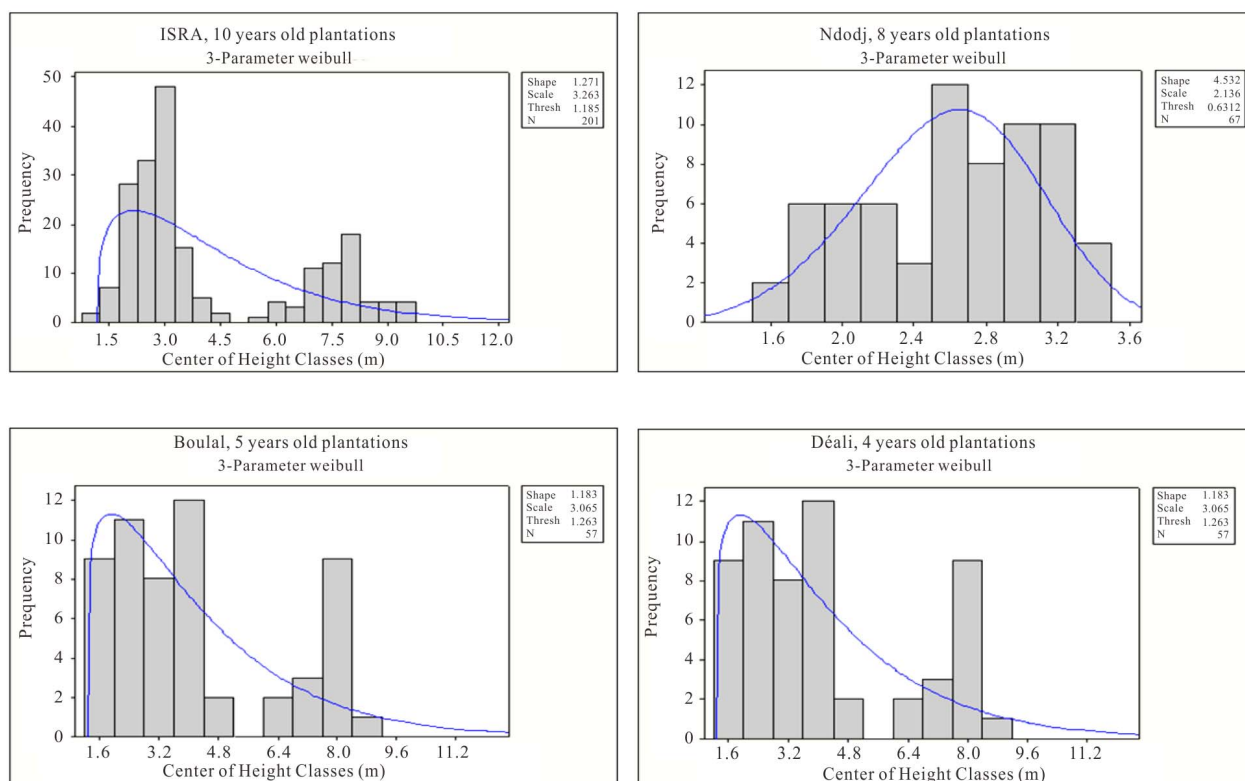 ISRA, 10 years old plantations
3-Parameter weibull
Shape 1.271
Scale 3.263
Thresh 1.185
N 201
Prequency
50
40
30
20
10
0
1.5 3.0 4.5 6.0 7.5 9.0 10.5 12.0
Center of Height Classes (m)
Ndodj, 8 years old plantations
3-Parameter weibull
Shape 4.532
Scale 2.136
Thresh 0.6312
N 67
Prequency
12
10
8
6
4
2
0
1.6 2.0 2.4 2.8 3.2 3.6
Center of Height Classes (m)
Boulal, 5 years old plantations
3-Parameter weibull
Shape 1.183
Scale 3.065
Thresh 1.263
N 57
Prequency
12
10
8
6
4
2
0
1.6 3.2 4.8 6.4 8.0 9.6 11.2
Center of Height Classes (m)
Déali, 4 years old plantations
3-Parameter weibull
Shape 1.183
Scale 3.065
Thresh 1.263
N 57
Prequency
12
10
8
6
4
2
0
1.6 3.2 4.8 6.4 8.0 9.6 11.2
Center of Height Classes (m)